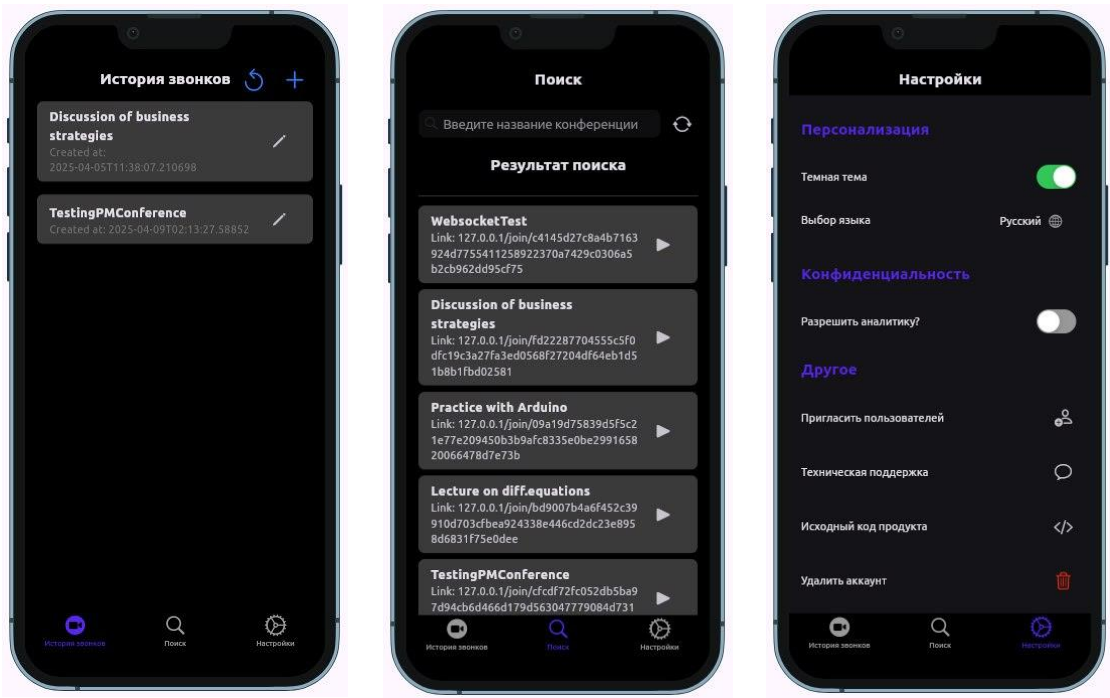 История звонков
Discussion of business
strategies
Created at:
2025-04-05T11:38:07.210698
TestingPMConference
Created at: 2025-04-09T02:13:27.58852
История звонков
Поиск
Настройки
Поиск
Введите название конференции
Результат поиска
WebsocketTest
Link: 127.0.0.1/join/c4145d27c8a4b7163
924d7755411258922370a7429c0306a5
b2cb962dd95cf75
Discussion of business
strategies
Link: 127.0.0.1/join/fd22287704555c5f0
dfc19c3a27fa3ed0568f27204df64eb1d5
1b8b1fbd02581
Practice with Arduino
Link: 127.0.0.1/join/09a19d75839d5f5c2
1e77e209450b3b9afc8335e0be2991658
20066478d7e73b
Lecture on diff.equations
Link: 127.0.0.1/join/bd9007b4a6f452c39
910d703cfbea924338e446cd2dc23e895
8d6831f75e0dee
TestingPMConference
Link: 127.0.0.1/join/cfcdf72fc052db5ba9
7d94cb6d466d179d563047779084d731
История звонков
Поиск
Настройки
Настройки
Персонализация
Темная тема
Выбор языка
Русский
Конфиденциальность
Разрешить аналитику?
Другое
Пригласить пользователей
Техническая поддержка
Исходный код продукта
Удалить аккаунт
История звонков
Поиск
Настройки